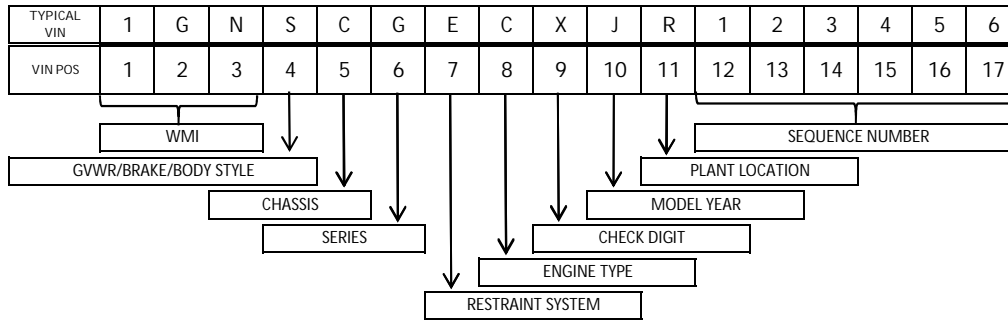 TYPICAL VIN 1 G N S C G E C X J R 1 2 3 4 5 6
VIN POS 1 2 3 4 5 6 7 8 9 10 11 12 13 14 15 16 17
WMI SEQUENCE NUMBER
GVWR/BRAKE/BODY STYLE PLANT LOCATION
CHASSIS MODEL YEAR
SERIES CHECK DIGIT
ENGINE TYPE
RESTRAINT SYSTEM